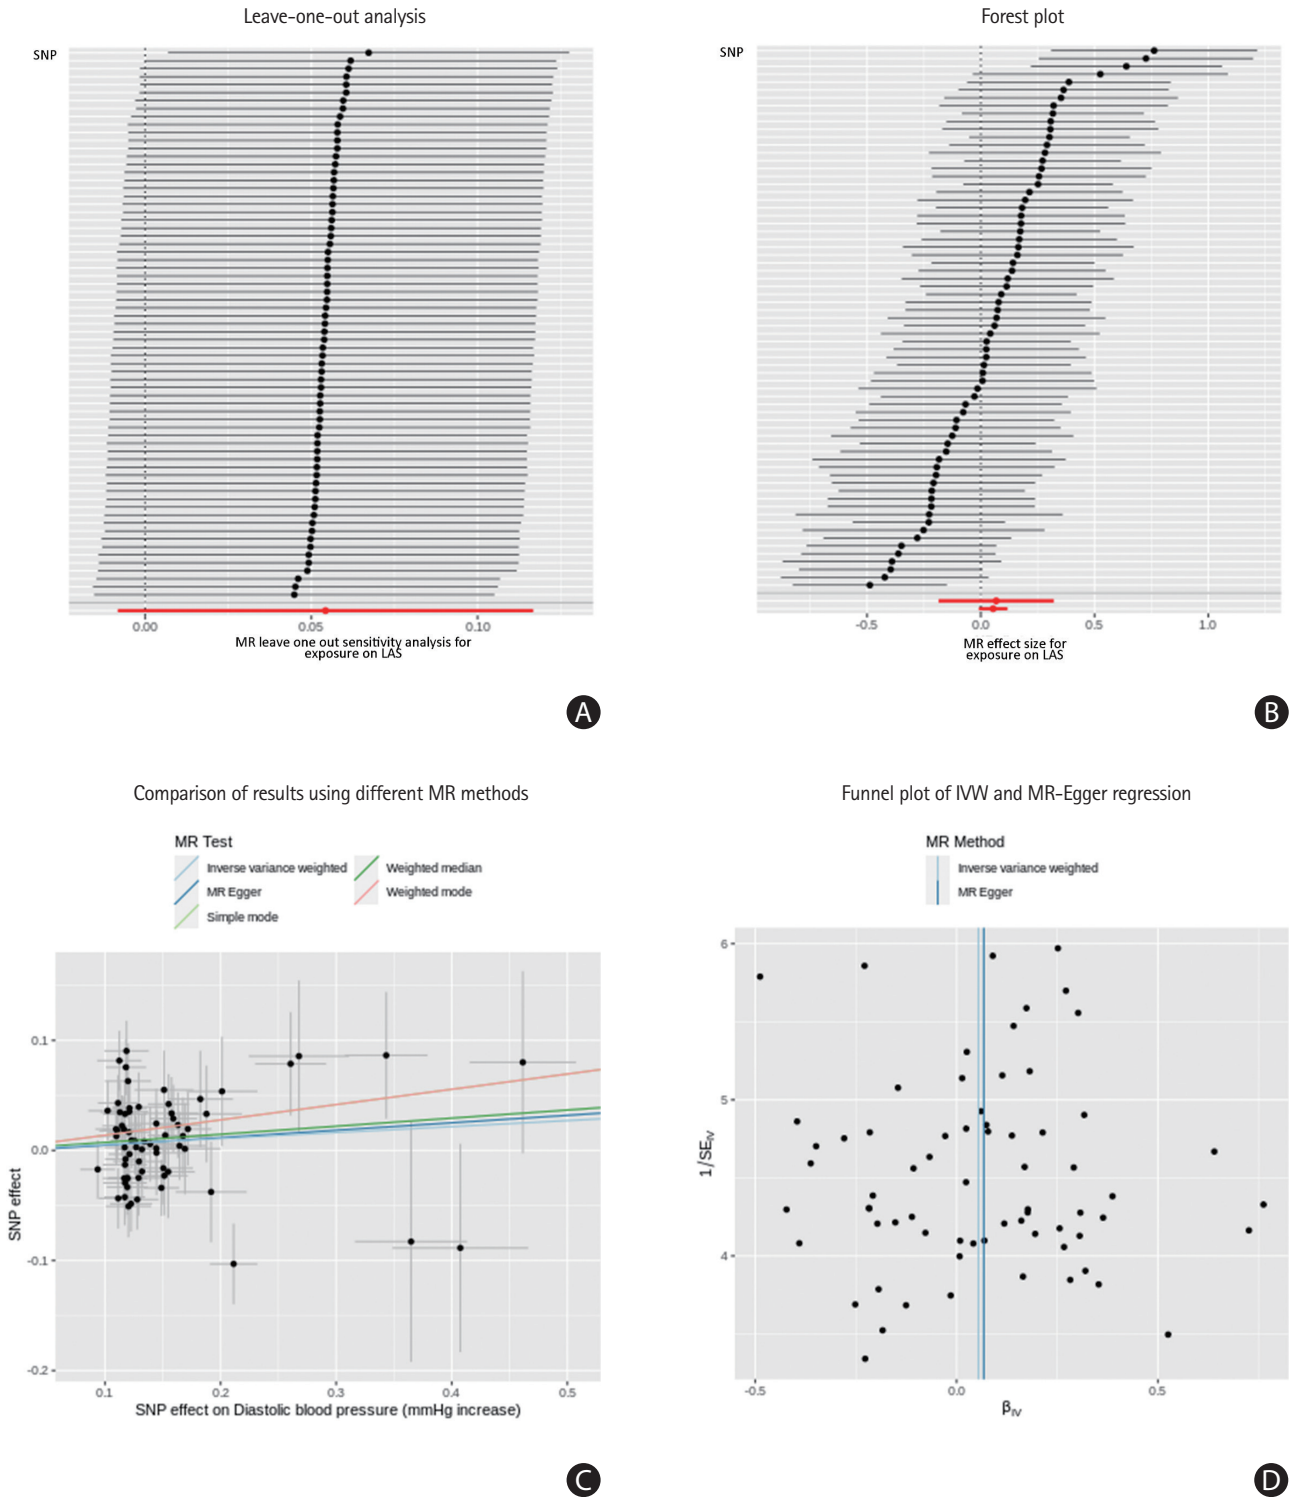 Leave-one-out analysis
SNP
0.00 0.05 0.10
MR leave one out sensitivity analysis for
exposure on LAS
A
Forest plot
SNP
-0.5 0.0 0.5 1.0
MR effect size for
exposure on LAS
B
Comparison of results using different MR methods
MR Test
Inverse variance weighted Weighted median
MR Egger Weighted mode
Simple mode
SNP effect
0.1
0.0
-0.1
-0.2
0.1 0.2 0.3 0.4 0.5
SNP effect on Diastolic blood pressure (mmHg increase)
C
Funnel plot of IVW and MR-Egger regression
MR Method
Inverse variance weighted
MR Egger
1/SE_IV
6
5
4
-0.5 0.0 0.5
β_IV
D